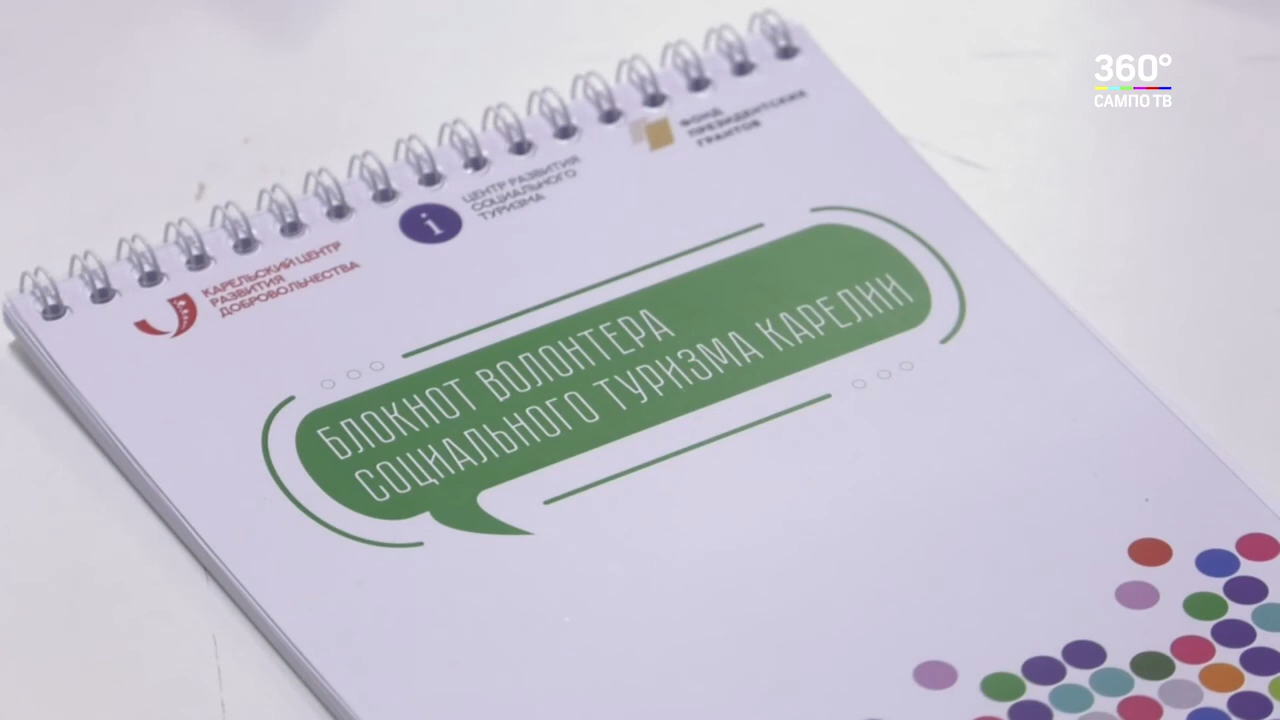 360°
САМПО ТВ
ФОНД
ПРЕЗИДЕНТСКИХ
ГРАНТОВ
i
ЦЕНТР РАЗВИТИЯ
СОЦИАЛЬНОГО
ТУРИЗМА
КАРЕЛЬСКИЙ ЦЕНТР
РАЗВИТИЯ
ДОБРОВОЛЬЧЕСТВА
БЛОКНОТ ВОЛОНТЕРА
СОЦИАЛЬНОГО ТУРИЗМА КАРЕЛИИ